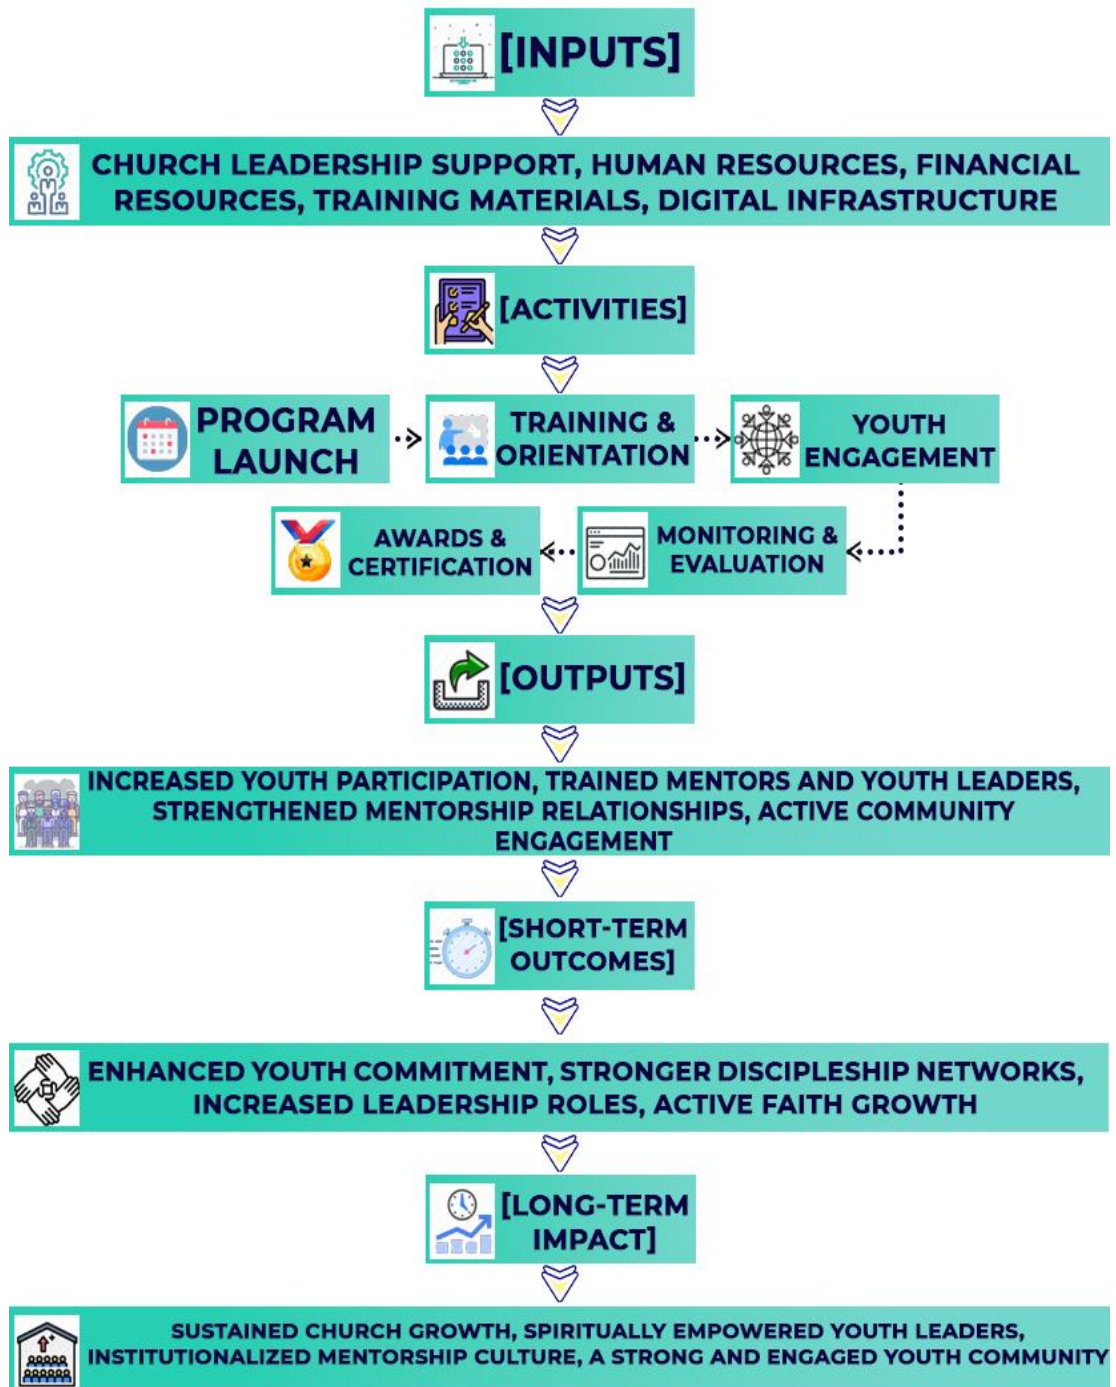 [INPUTS]
CHURCH LEADERSHIP SUPPORT, HUMAN RESOURCES, FINANCIAL
RESOURCES, TRAINING MATERIALS, DIGITAL INFRASTRUCTURE
[ACTIVITIES]
PROGRAM
LAUNCH
TRAINING &
ORIENTATION
YOUTH
ENGAGEMENT
MONITORING &
EVALUATION
AWARDS &
CERTIFICATION
[OUTPUTS]
INCREASED YOUTH PARTICIPATION, TRAINED MENTORS AND YOUTH LEADERS,
STRENGTHENED MENTORSHIP RELATIONSHIPS, ACTIVE COMMUNITY
ENGAGEMENT
[SHORT-TERM
OUTCOMES]
ENHANCED YOUTH COMMITMENT, STRONGER DISCIPLESHIP NETWORKS,
INCREASED LEADERSHIP ROLES, ACTIVE FAITH GROWTH
[LONG-TERM
IMPACT]
SUSTAINED CHURCH GROWTH, SPIRITUALLY EMPOWERED YOUTH LEADERS,
INSTITUTIONALIZED MENTORSHIP CULTURE, A STRONG AND ENGAGED YOUTH COMMUNITY